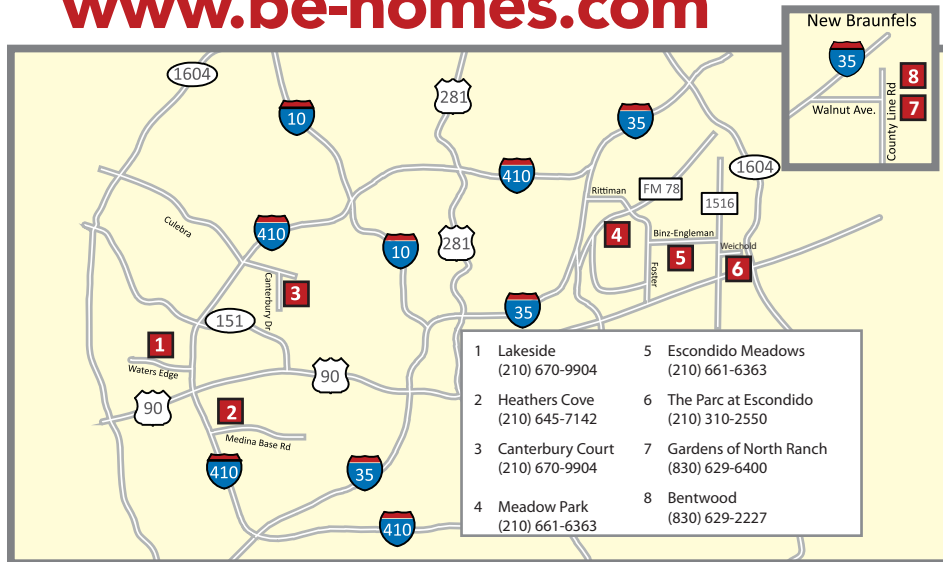 www.be-homes.com
New Braunfels
35
8
7
Walnut Ave.
County Line Rd
1604
10
281
35
410
1604
Rittiman
FM 78
1516
Culebra
410
10
281
4
Binz-Engleman
Weichold
5
6
Foster
Canterbury Dr
3
35
151
1
Waters Edge
90
90
2
Medina Base Rd
410
35
410
1 Lakeside
(210) 670-9904
2 Heathers Cove
(210) 645-7142
3 Canterbury Court
(210) 670-9904
4 Meadow Park
(210) 661-6363
5 Escondido Meadows
(210) 661-6363
6 The Parc at Escondido
(210) 310-2550
7 Gardens of North Ranch
(830) 629-6400
8 Bentwood
(830) 629-2227